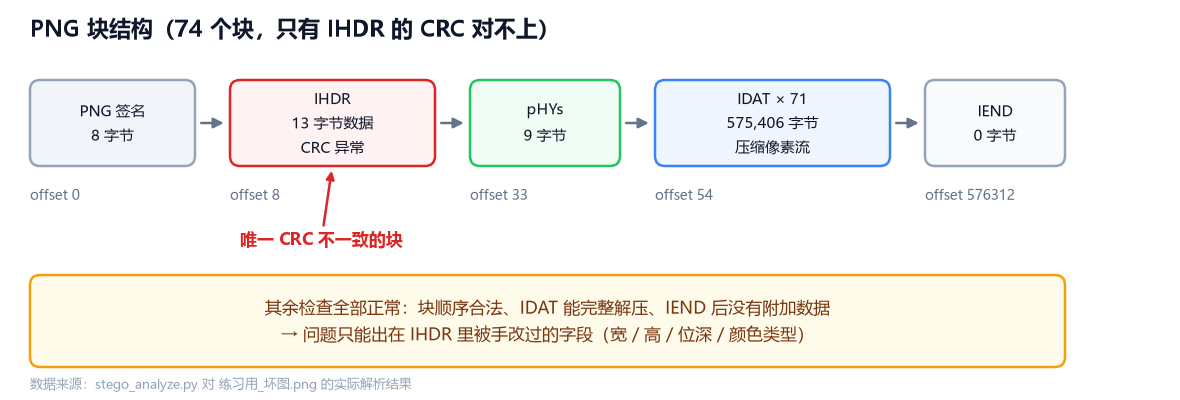 PNG 块结构（74 个块，只有 IHDR 的 CRC 对不上）
PNG 签名
8 字节
IHDR
13 字节数据
CRC 异常
pHYs
9 字节
IDAT × 71
575,406 字节
压缩像素流
IEND
0 字节
offset 0
offset 8
offset 33
offset 54
offset 576312
唯一 CRC 不一致的块
其余检查全部正常：块顺序合法、IDAT 能完整解压、IEND 后没有附加数据
→ 问题只能出在 IHDR 里被手改过的字段（宽 / 高 / 位深 / 颜色类型）
数据来源：stego_analyze.py 对 练习用_坏图.png 的实际解析结果